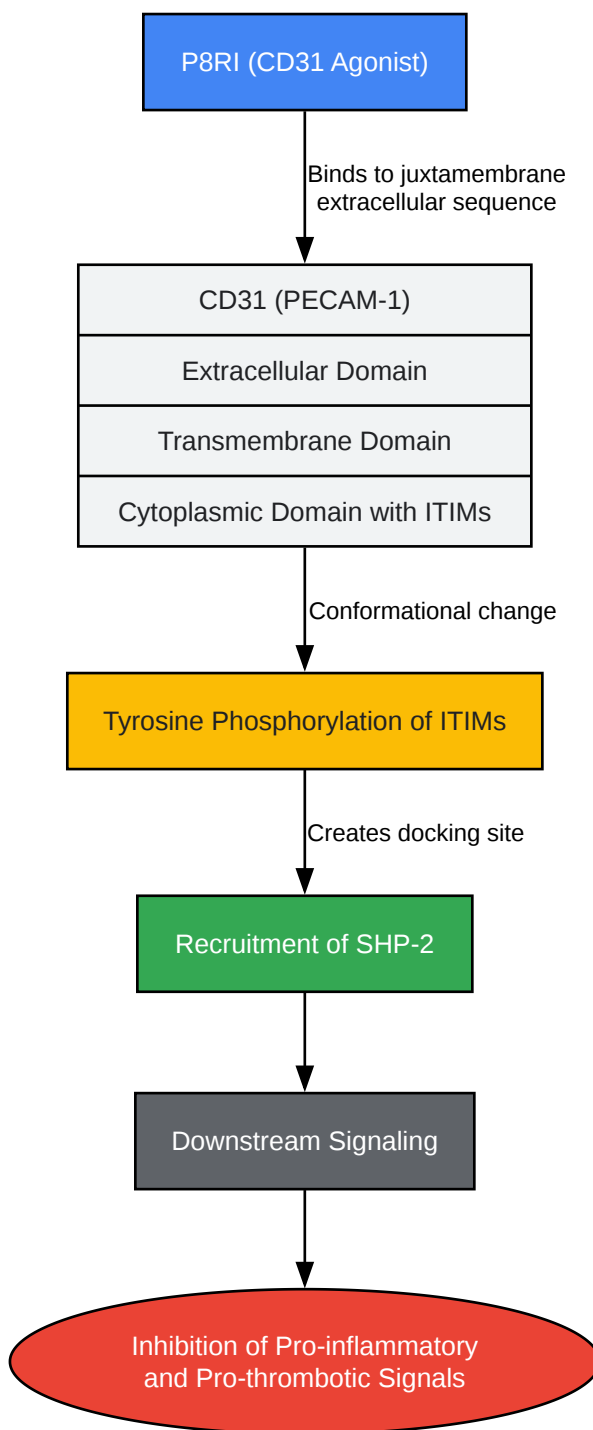 P8RI (CD31 Agonist)
Binds to juxtamembrane
extracellular sequence
CD31 (PECAM-1)
Extracellular Domain
Transmembrane Domain
Cytoplasmic Domain with ITIMs
Conformational change
Tyrosine Phosphorylation of ITIMs
Creates docking site
Recruitment of SHP-2
Downstream Signaling
Inhibition of Pro-inflammatory
and Pro-thrombotic Signals